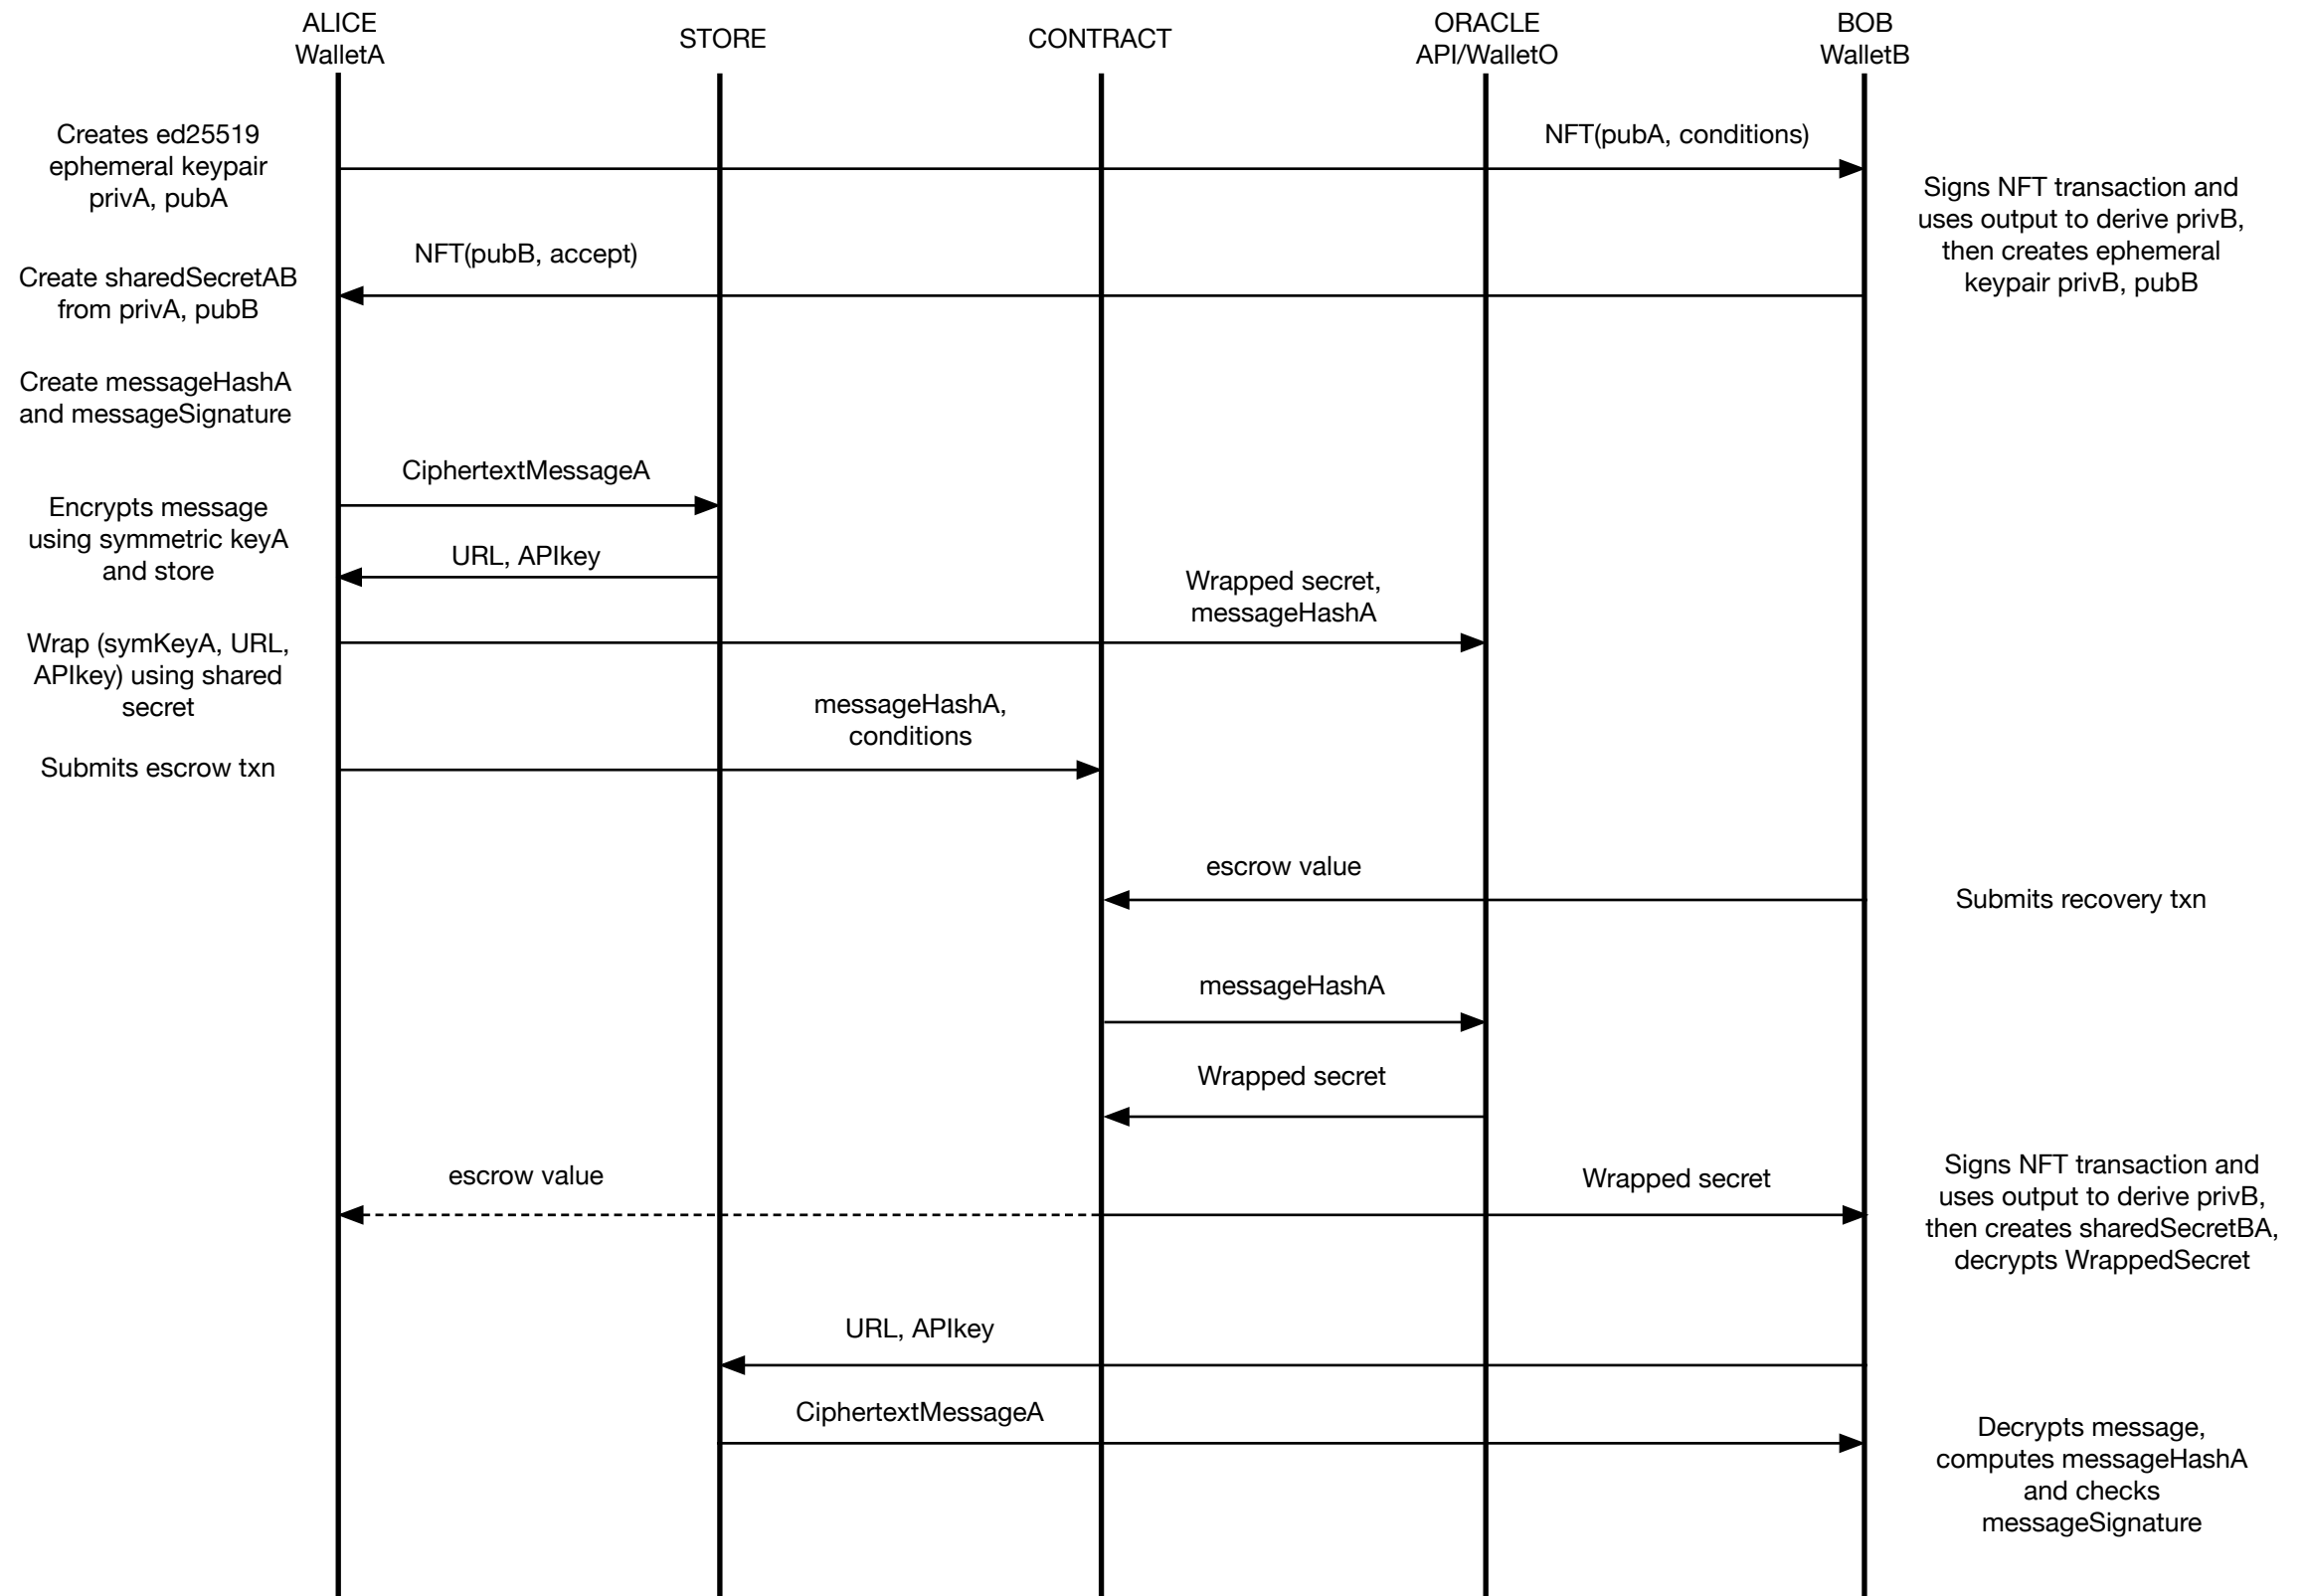 ALICE
WalletA
STORE
CONTRACT
ORACLE
API/WalletO
BOB
WalletB
Creates ed25519
ephemeral keypair
privA, pubA
NFT(pubA, conditions)
Signs NFT transaction and
uses output to derive privB,
then creates ephemeral
keypair privB, pubB
NFT(pubB, accept)
Create sharedSecretAB
from privA, pubB
Create messageHashA
and messageSignature
CiphertextMessageA
Encrypts message
using symmetric keyA
and store
URL, APIkey
Wrapped secret,
messageHashA
Wrap (symKeyA, URL,
APIkey) using shared
secret
messageHashA,
conditions
Submits escrow txn
escrow value
Submits recovery txn
messageHashA
Wrapped secret
escrow value
Wrapped secret
Signs NFT transaction and
uses output to derive privB,
then creates sharedSecretBA,
decrypts WrappedSecret
URL, APIkey
CiphertextMessageA
Decrypts message,
computes messageHashA
and checks
messageSignature